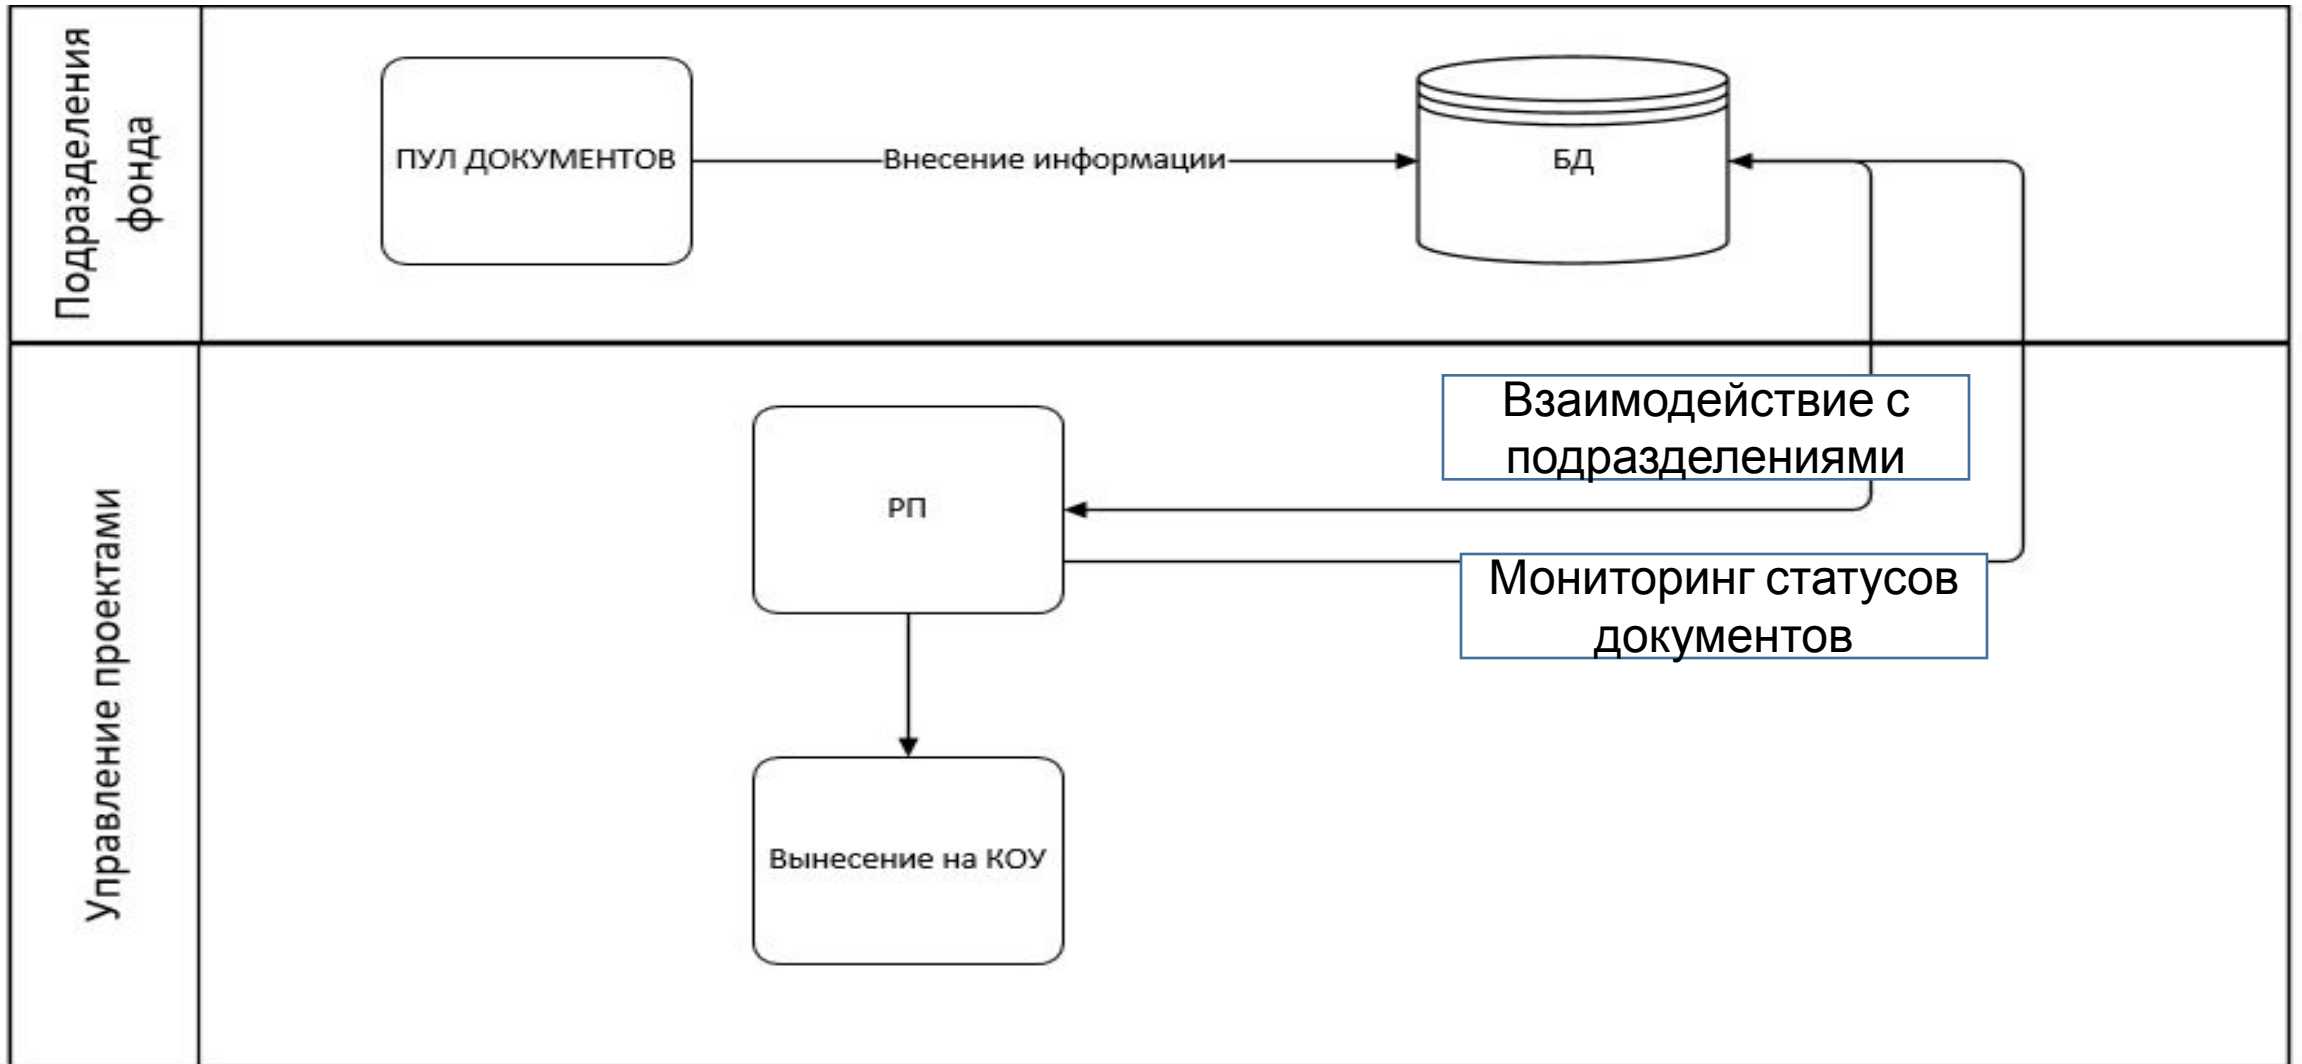 Подразделения
фонда
ПУЛ ДОКУМЕНТОВ
Внесение информации
БД
Управление проектами
Взаимодействие с
подразделениями
РП
Мониторинг статусов
документов
Вынесение на КОУ